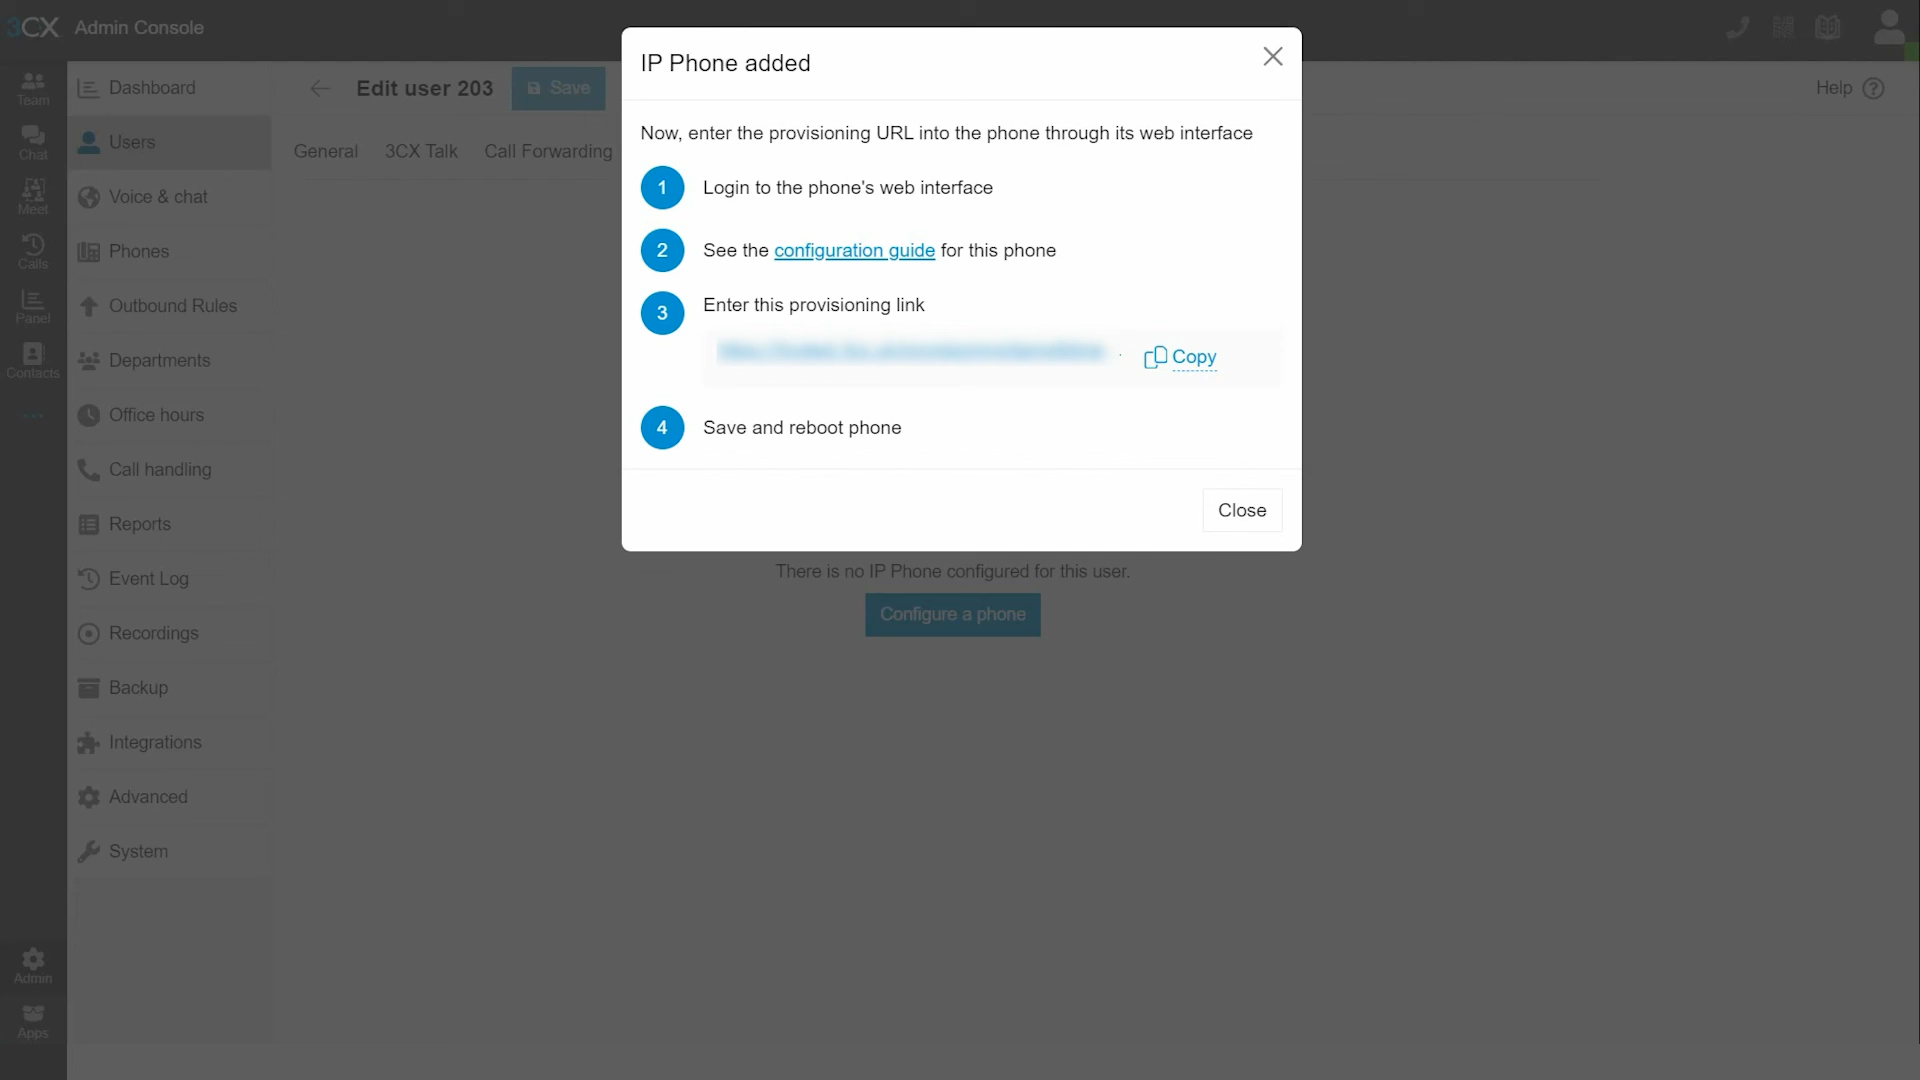 3CX Admin Console
Team
Chat
Meet
Calls
Panel
Contacts
Admin
Apps
Dashboard
Users
Voice & chat
Phones
Outbound Rules
Departments
Office hours
Call handling
Reports
Event Log
Recordings
Backup
Integrations
Advanced
System
Edit user 203
Save
Help
General
3CX Talk
Call Forwarding
IP Phone added
Now, enter the provisioning URL into the phone through its web interface
1 Login to the phone's web interface
2 See the configuration guide for this phone
3 Enter this provisioning link
Copy
4 Save and reboot phone
Close
There is no IP Phone configured for this user.
Configure a phone